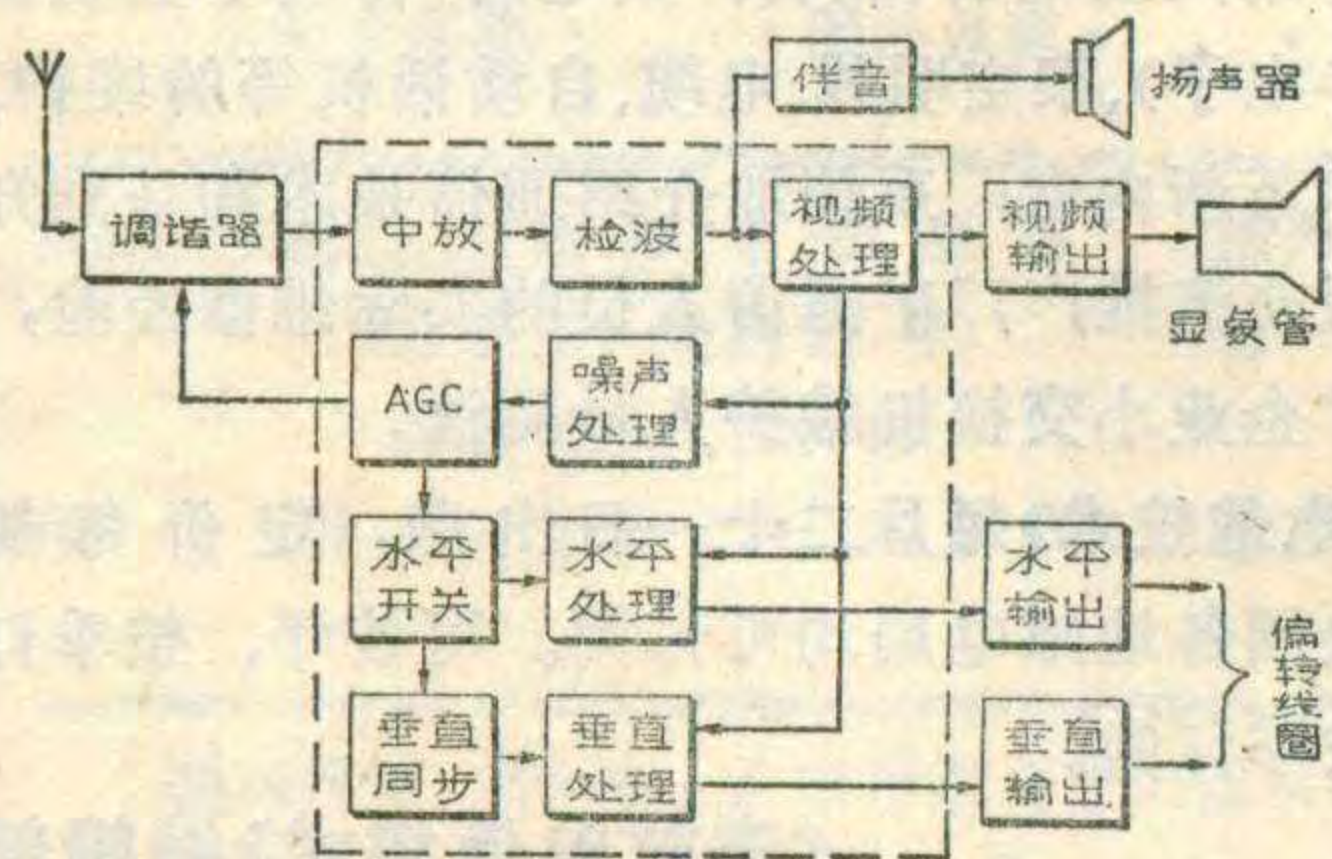 伴音
扬声器
调谐器
中放
检波
视频
处理
视频
输出
显象管
AGC
噪声
处理
水平
开关
水平
处理
水平
输出
偏转线圈
垂直
同步
垂直
处理
垂直
输出